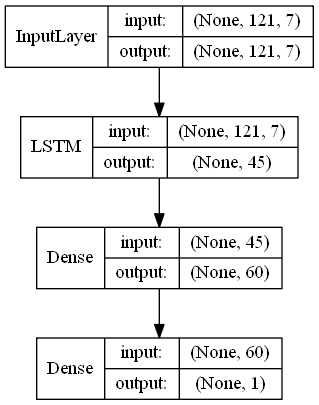 InputLayer
input: (None, 121, 7)
output: (None, 121, 7)
LSTM
input: (None, 121, 7)
output: (None, 45)
Dense
input: (None, 45)
output: (None, 60)
Dense
input: (None, 60)
output: (None, 1)